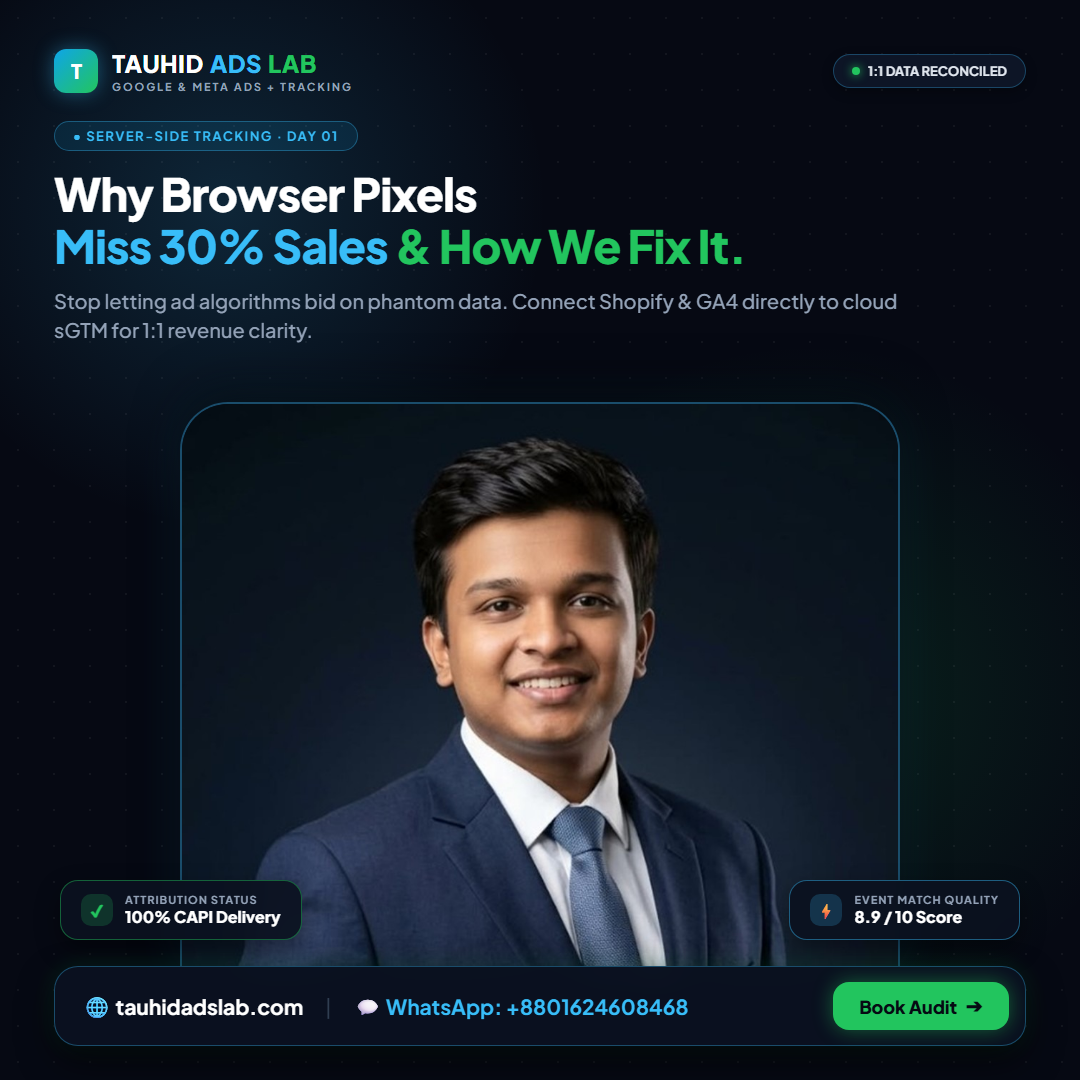 T
TAUHID ADS LAB
GOOGLE & META ADS + TRACKING
1:1 DATA RECONCILED
• SERVER-SIDE TRACKING · DAY 01
Why Browser Pixels
Miss 30% Sales & How We Fix It.
Stop letting ad algorithms bid on phantom data. Connect Shopify & GA4 directly to cloud
sGTM for 1:1 revenue clarity.
ATTRIBUTION STATUS
100% CAPI Delivery
EVENT MATCH QUALITY
8.9 / 10 Score
tauhidadslab.com | WhatsApp: +8801624608468
Book Audit →